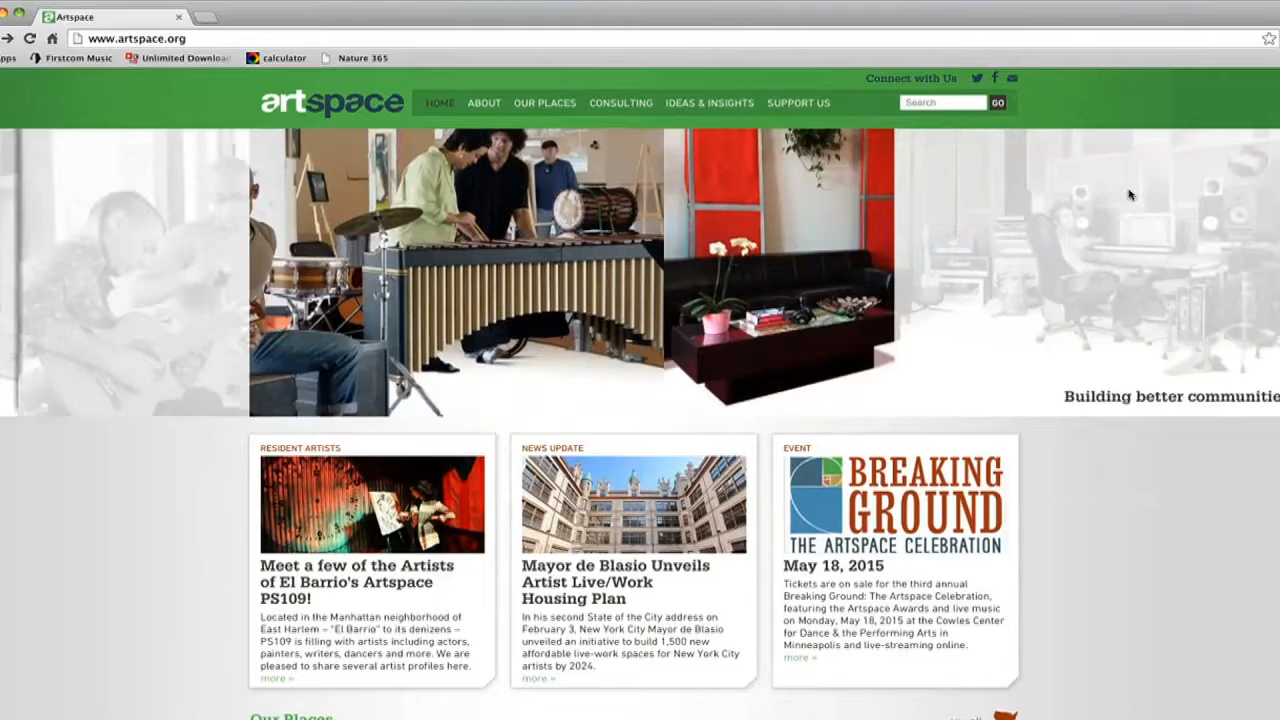 Artspace
www.artspace.org
Firstcom Music Unlimited Downloa calculator Nature 365
Connect with Us
artspace HOME ABOUT OUR PLACES CONSULTING IDEAS & INSIGHTS SUPPORT US Search GO
Building better communitie
RESIDENT ARTISTS
Meet a few of the Artists
of El Barrio's Artspace
PS109!
Located in the Manhattan neighborhood of
East Harlem – "El Barrio" to its denizens –
PS109 is filling with artists including actors,
painters, writers, dancers and more. We are
pleased to share several artist profiles here.
more »
NEWS UPDATE
Mayor de Blasio Unveils
Artist Live/Work
Housing Plan
In his second State of the City address on
February 3, New York City Mayor de Blasio
unveiled an initiative to build 1,500 new
affordable live-work spaces for New York City
artists by 2024.
more »
EVENT
BREAKING
GROUND
THE ARTSPACE CELEBRATION
May 18, 2015
Tickets are on sale for the third annual
Breaking Ground: The Artspace Celebration,
featuring the Artspace Awards and live music
on Monday, May 18, 2015 at the Cowles Center
for Dance & the Performing Arts in
Minneapolis and live-streaming online.
more »
Our Places